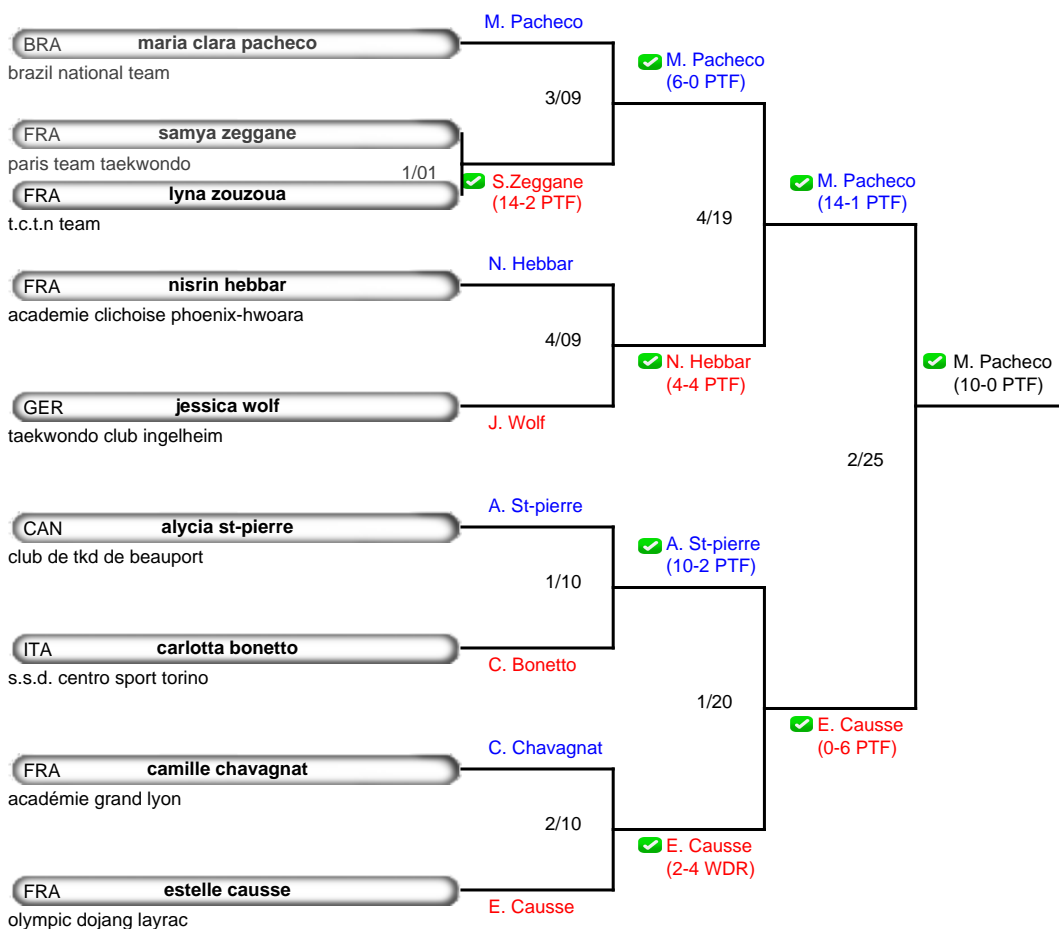 M. Pacheco
BRA maria clara pacheco
brazil national team
M. Pacheco
(6-0 PTF)
3/09
FRA samya zeggane
paris team taekwondo
1/01
S.Zeggane
(14-2 PTF)
FRA lyna zouzoua
t.c.t.n team
M. Pacheco
(14-1 PTF)
4/19
N. Hebbar
FRA nisrin hebbar
academie clichoise phoenix-hwoara
4/09
N. Hebbar
(4-4 PTF)
GER jessica wolf
taekwondo club ingelheim
J. Wolf
M. Pacheco
(10-0 PTF)
2/25
A. St-pierre
CAN alycia st-pierre
club de tkd de beauport
A. St-pierre
(10-2 PTF)
1/10
ITA carlotta bonetto
s.s.d. centro sport torino
C. Bonetto
1/20
E. Causse
(0-6 PTF)
C. Chavagnat
FRA camille chavagnat
académie grand lyon
2/10
E. Causse
(2-4 WDR)
FRA estelle causse
olympic dojang layrac
E. Causse